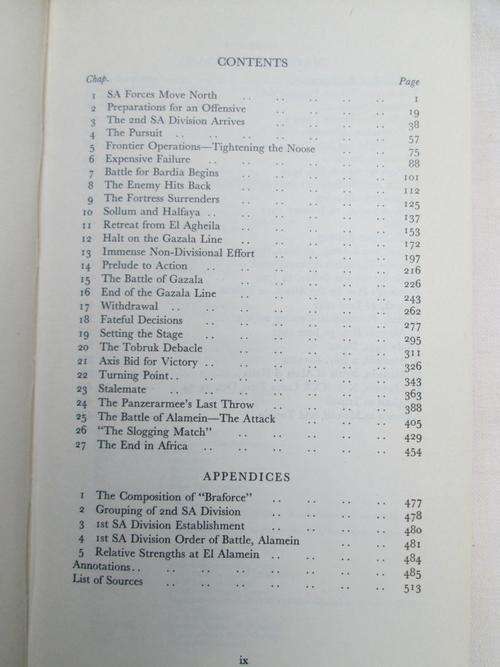 CONTENTS
Chap. Page
1 SA Forces Move North .. .. .. .. .. 1
2 Preparations for an Offensive .. .. .. .. 19
3 The 2nd SA Division Arrives .. .. .. .. 38
4 The Pursuit .. .. .. .. .. .. 57
5 Frontier Operations—Tightening the Noose .. .. 75
6 Expensive Failure .. .. .. .. .. 88
7 Battle for Bardia Begins .. .. .. .. .. 101
8 The Enemy Hits Back .. .. .. .. .. 112
9 The Fortress Surrenders .. .. .. .. .. 125
10 Sollum and Halfaya .. .. .. .. .. 137
11 Retreat from El Agheila .. .. .. .. .. 153
12 Halt on the Gazala Line .. .. .. .. .. 172
13 Immense Non-Divisional Effort .. .. .. .. 197
14 Prelude to Action .. .. .. .. .. 216
15 The Battle of Gazala .. .. .. .. .. 226
16 End of the Gazala Line .. .. .. .. .. 243
17 Withdrawal .. .. .. .. .. .. 262
18 Fateful Decisions .. .. .. .. .. 277
19 Setting the Stage .. .. .. .. .. 295
20 The Tobruk Debacle .. .. .. .. .. 311
21 Axis Bid for Victory .. .. .. .. .. 326
22 Turning Point .. .. .. .. .. .. 343
23 Stalemate .. .. .. .. .. .. 363
24 The Panzerarmee's Last Throw .. .. .. .. 388
25 The Battle of Alamein—The Attack .. .. .. 405
26 "The Slogging Match" .. .. .. .. .. 429
27 The End in Africa .. .. .. .. .. 454
APPENDICES
1 The Composition of "Braforce" .. .. .. .. 477
2 Grouping of 2nd SA Division .. .. .. .. 478
3 1st SA Division Establishment .. .. .. .. 480
4 1st SA Division Order of Battle, Alamein .. .. 481
5 Relative Strengths at El Alamein .. .. .. .. 484
Annotations .. .. .. .. .. .. .. 485
List of Sources .. .. .. .. .. .. 513
ix